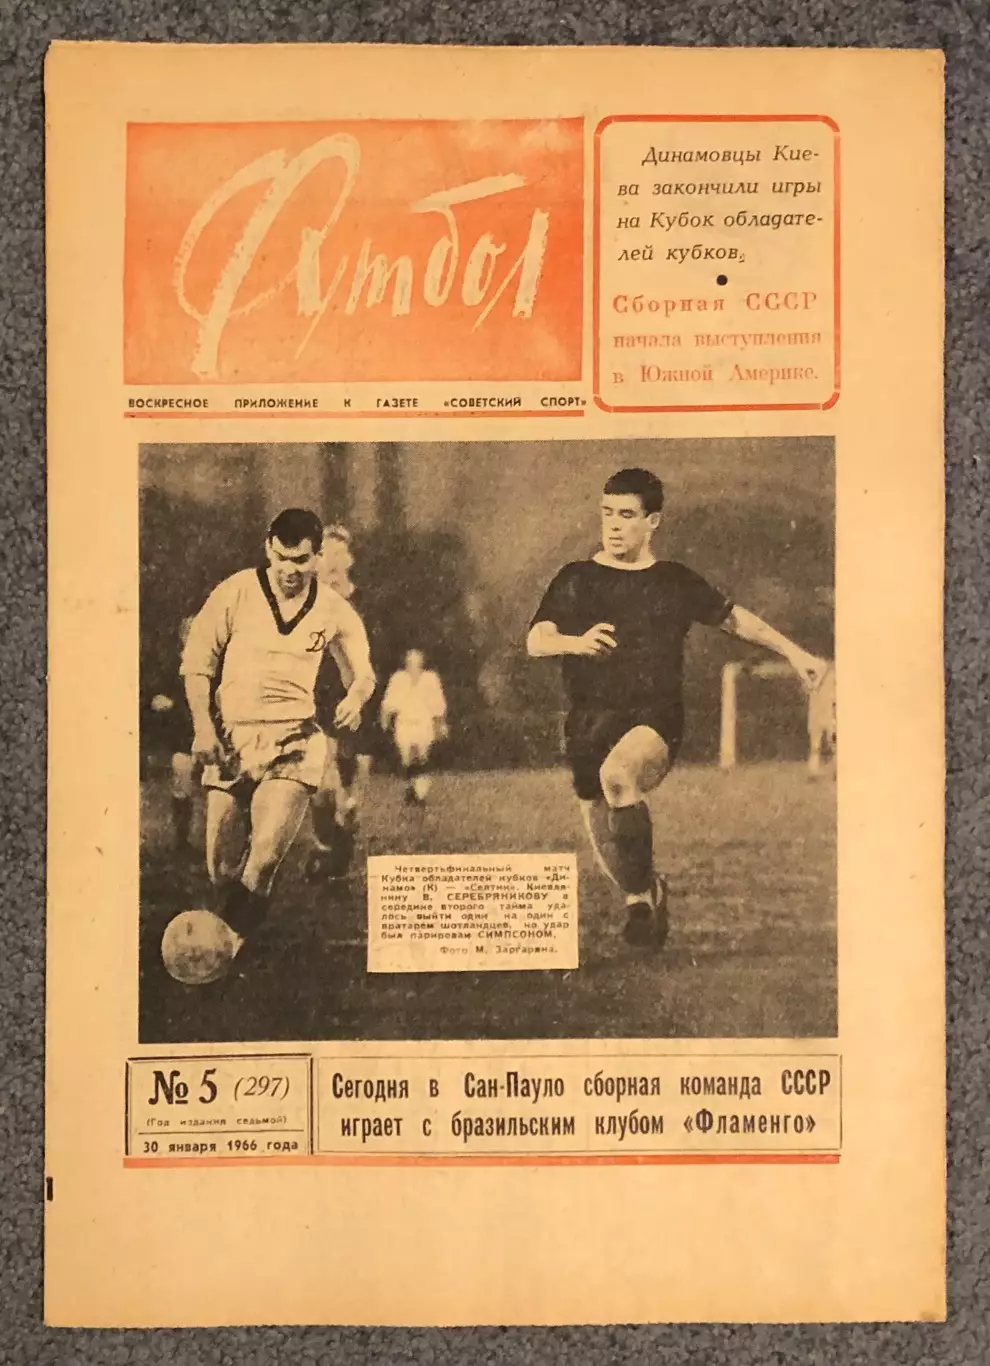 Футбол
ВОСКРЕСНОЕ ПРИЛОЖЕНИЕ К ГАЗЕТЕ «СОВЕТСКИЙ СПОРТ»
Динамовцы Кие-
ва закончили игры
на Кубок обладате-
лей кубков.
•
Сборная СССР
начала выступления
в Южной Америке.
Четвертьфинальный матч
Кубка обладателей кубков «Ди-
намо» (К) — «Селтик». Киевля-
нину В. СЕРЕБРЯНИКОВУ в
середине второго тайма уда-
лось выйти один на один с
вратарем шотландцев, но удар
был парирован СИМПСОНОМ.
Фото М. Заргаряна.
№ 5 (297)
(Год издания седьмой)
30 января 1966 года
Сегодня в Сан-Пауло сборная команда СССР
играет с бразильским клубом «Фламенго»